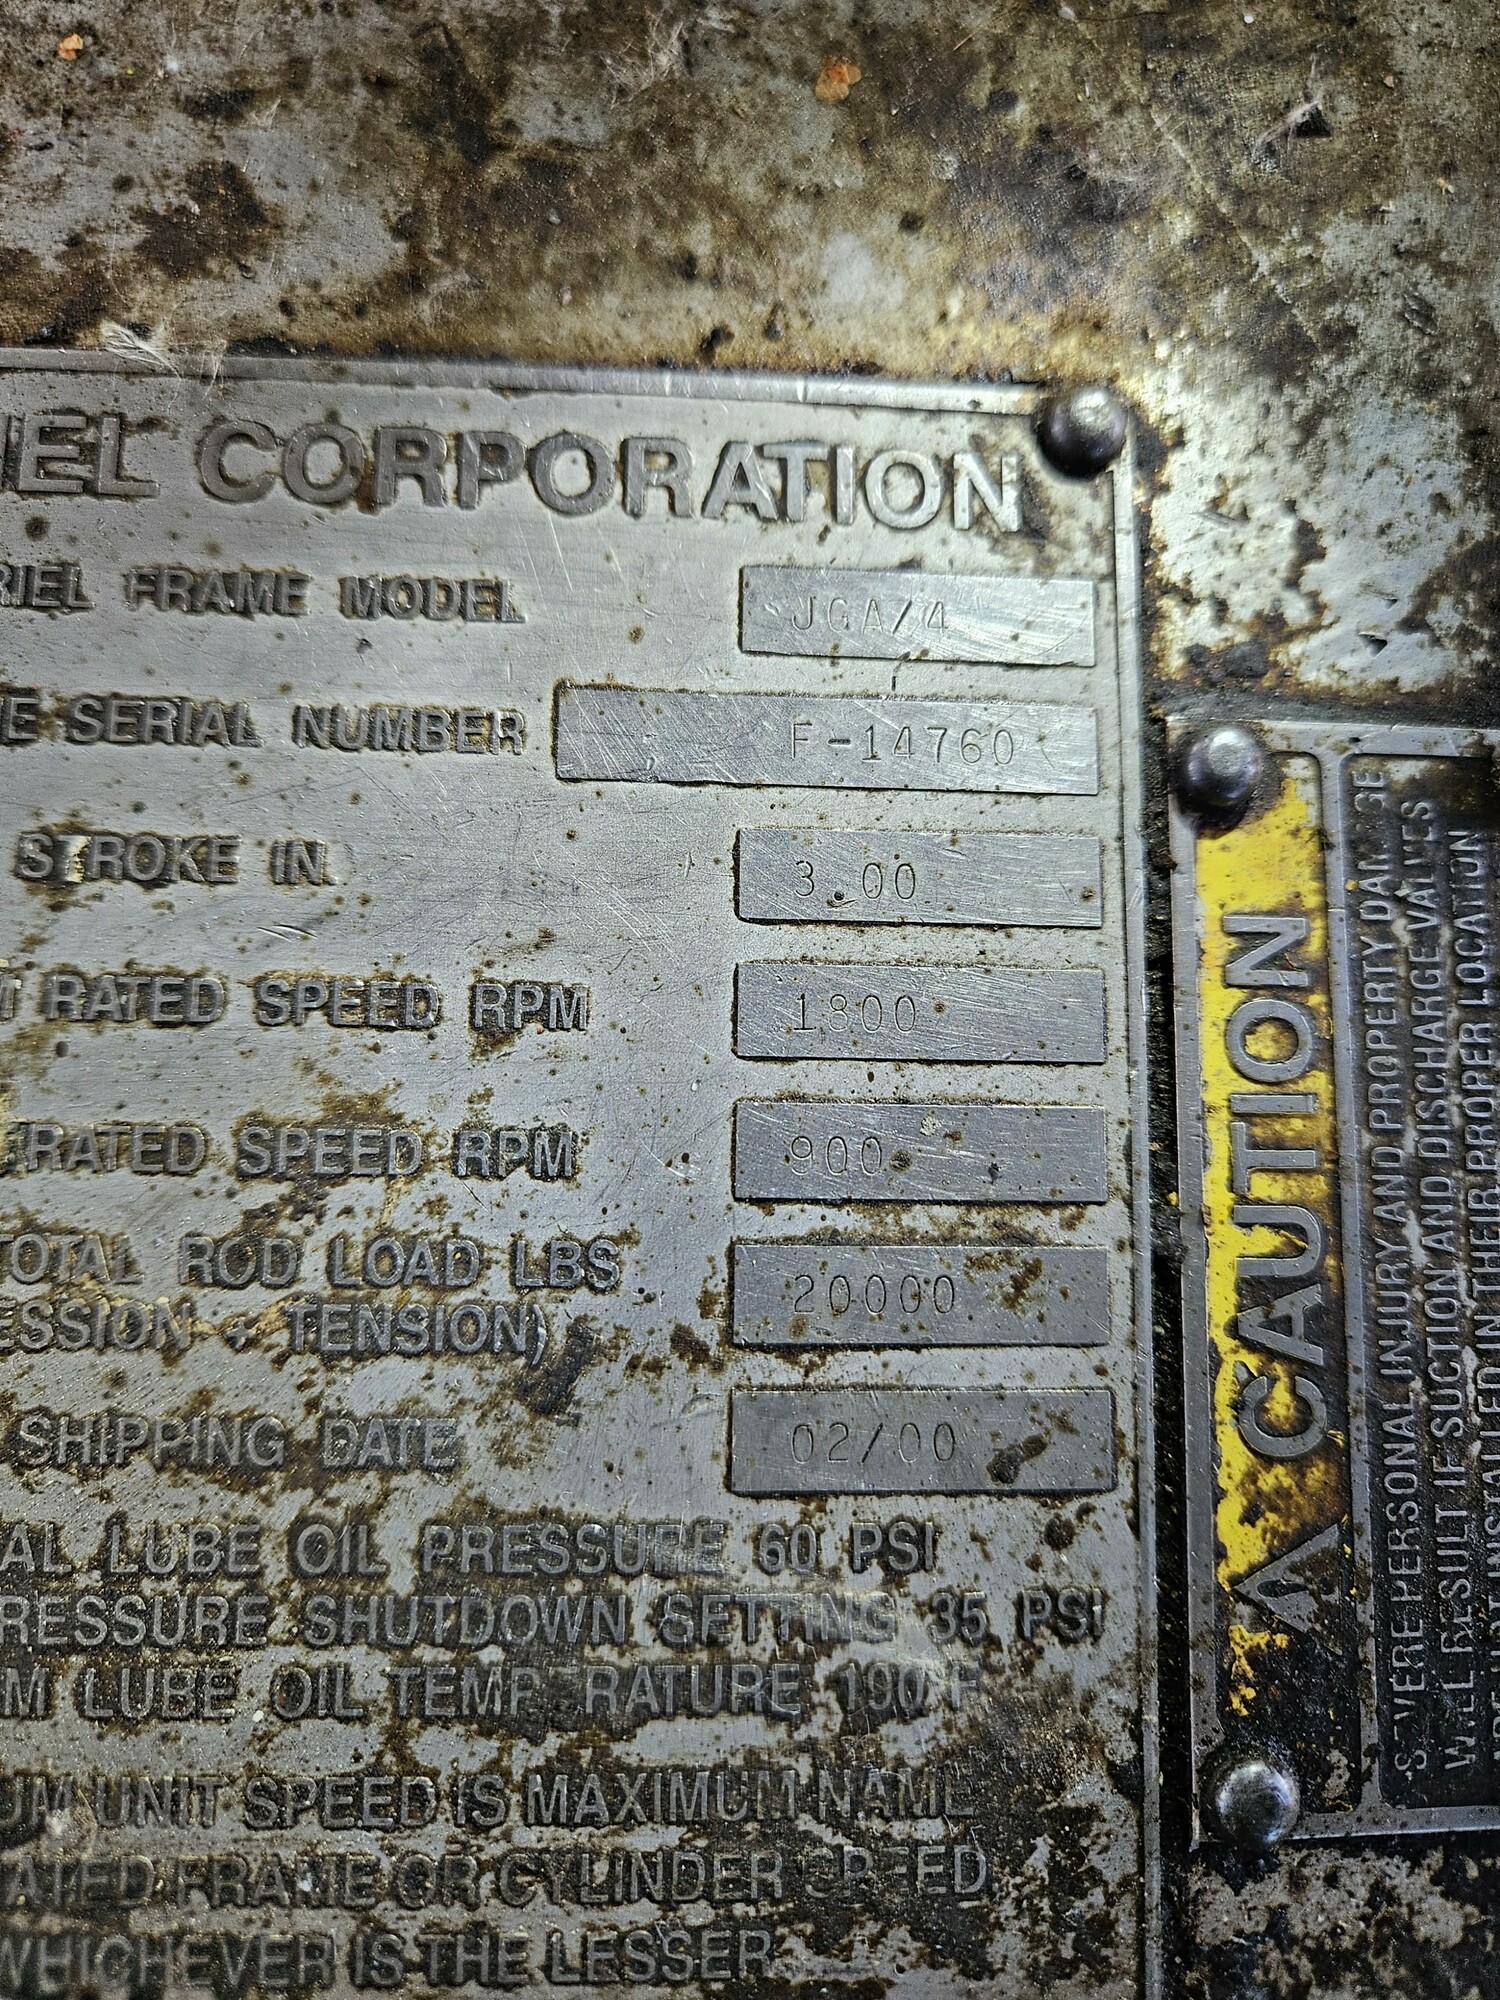 IEL CORPORATION
RIEL FRAME MODEL JGA/4
E SERIAL NUMBER F-14760
STROKE IN. 3.00
RATED SPEED RPM 1800
RATED SPEED RPM 900
TOTAL ROD LOAD LBS 20000
ESSION + TENSION)
SHIPPING DATE 02/00
AL LUBE OIL PRESSURE 60 PSI
RESSURE SHUTDOWN SETTING 35 PSI
M LUBE OIL TEMPERATURE 190 F
UM UNIT SPEED IS MAXIMUM NAME
ATED FRAME OR CYLINDER SPEED
WHICHEVER IS THE LESSER
CAUTION
SEVERE PERSONAL INJURY AND PROPERTY DAMAGE
WILL RESULT IF SUCTION AND DISCHARGE VALVES
ARE NOT INSTALLED IN THEIR PROPER LOCATION